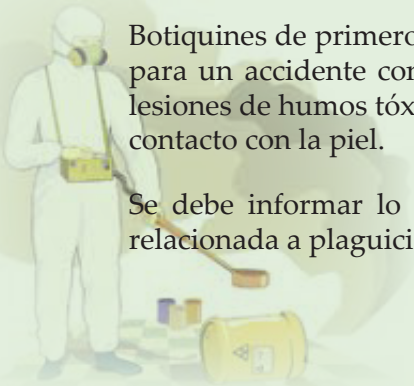 Botiquines de primero
para un accidente con
lesiones de humos tóx
contacto con la piel.
Se debe informar lo
relacionada a plaguici